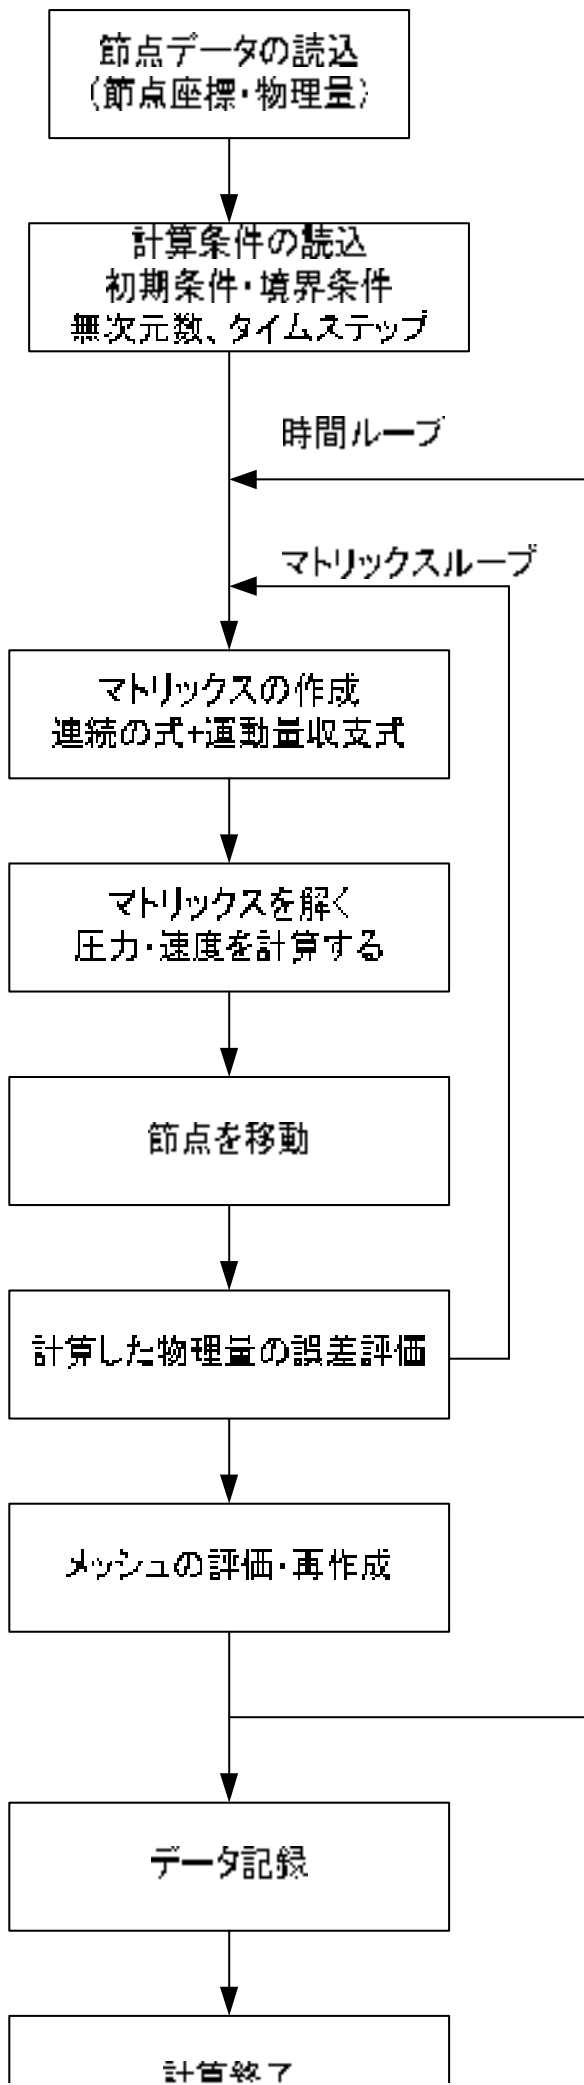 節点データの読込
(節点座標・物理量)
計算条件の読込
初期条件・境界条件
無次元数、タイムステップ
時間ループ
マトリックスループ
マトリックスの作成
連続の式+運動量収支式
マトリックスを解く
圧力・速度を計算する
節点を移動
計算した物理量の誤差評価
メッシュの評価・再作成
データ記録
計算終了